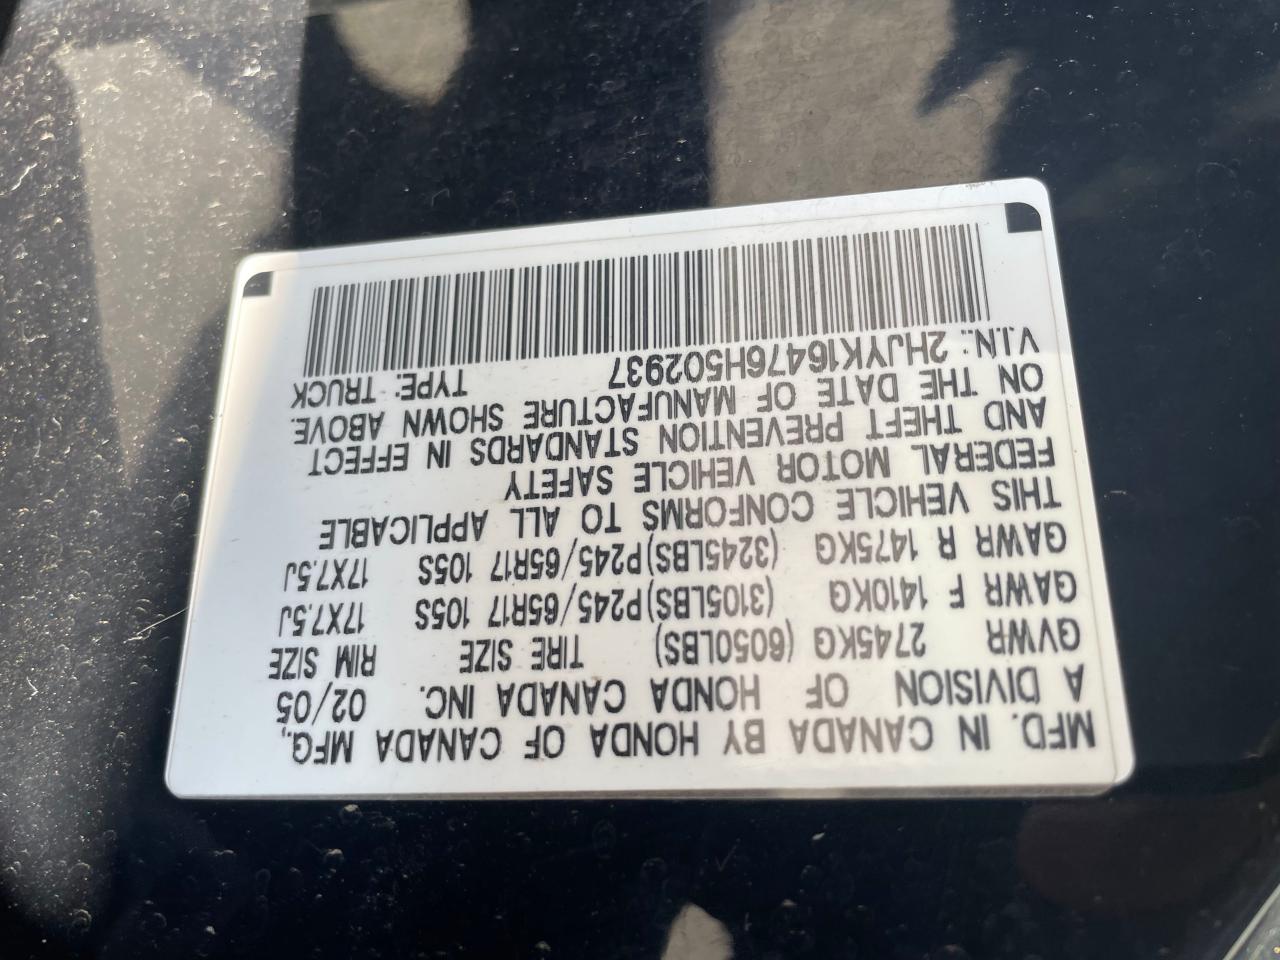 MFD. IN CANADA BY HONDA OF CANADA MFG.,
A DIVISION OF HONDA CANADA INC. 02/05
GVWR 2745KG (6050LBS) TIRE SIZE RIM SIZE
GAWR F 1410KG (3105LBS) P245/65R17 105S 17X7.5J
GAWR R 1475KG (3245LBS) P245/65R17 105S 17X7.5J
THIS VEHICLE CONFORMS TO ALL APPLICABLE
FEDERAL MOTOR VEHICLE SAFETY
AND THEFT PREVENTION STANDARDS IN EFFECT
ON THE DATE OF MANUFACTURE SHOWN ABOVE.
V.I.N.: 2HJYK16476H502937 TYPE: TRUCK